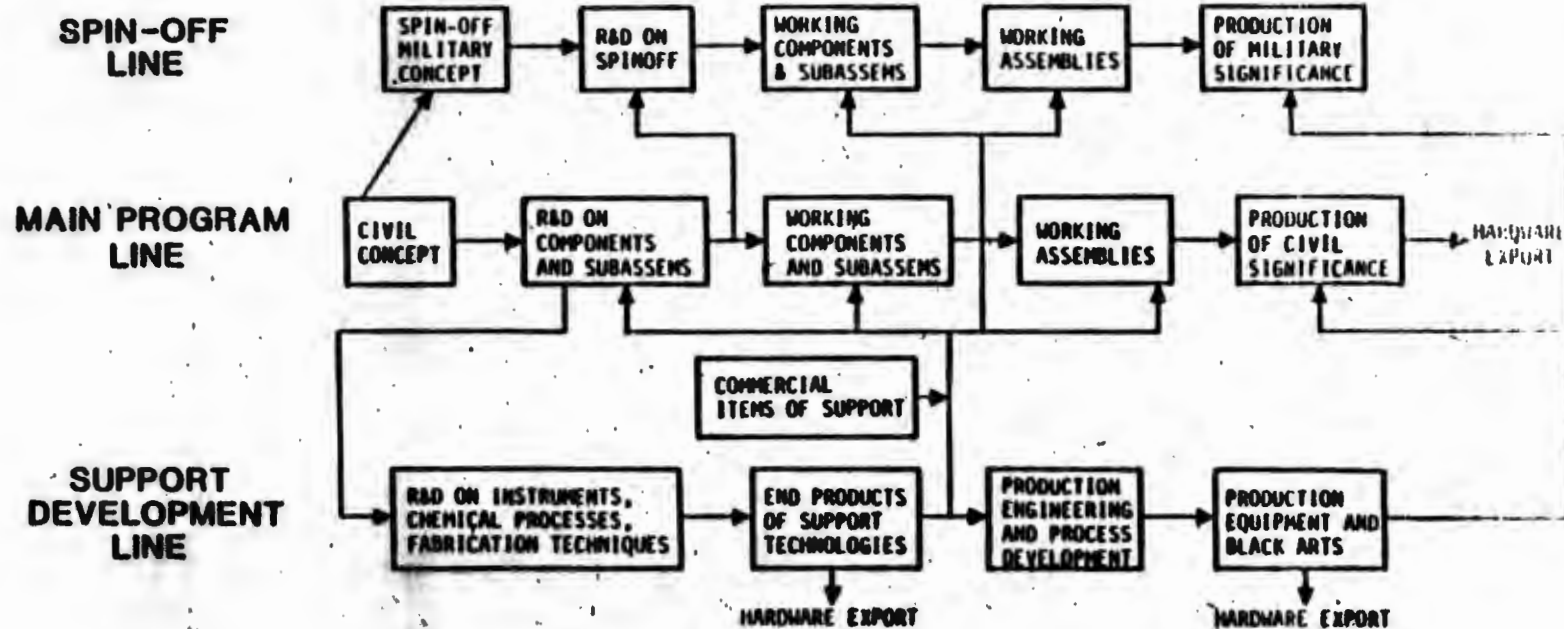 SPIN-OFF
LINE
SPIN-OFF
MILITARY
CONCEPT
R&D ON
SPINOFF
WORKING
COMPONENTS
& SUBASSEMS
WORKING
ASSEMBLIES
PRODUCTION
OF MILITARY
SIGNIFICANCE
MAIN PROGRAM
LINE
CIVIL
CONCEPT
R&D ON
COMPONENTS
AND SUBASSEMS
WORKING
COMPONENTS
AND SUBASSEMS
WORKING
ASSEMBLIES
PRODUCTION
OF CIVIL
SIGNIFICANCE
HARDWARE
EXPORT
COMMERCIAL
ITEMS OF SUPPORT
SUPPORT
DEVELOPMENT
LINE
R&D ON INSTRUMENTS,
CHEMICAL PROCESSES,
FABRICATION TECHNIQUES
END PRODUCTS
OF SUPPORT
TECHNOLOGIES
PRODUCTION
ENGINEERING
AND PROCESS
DEVELOPMENT
PRODUCTION
EQUIPMENT AND
BLACK ARTS
HARDWARE EXPORT
HARDWARE EXPORT